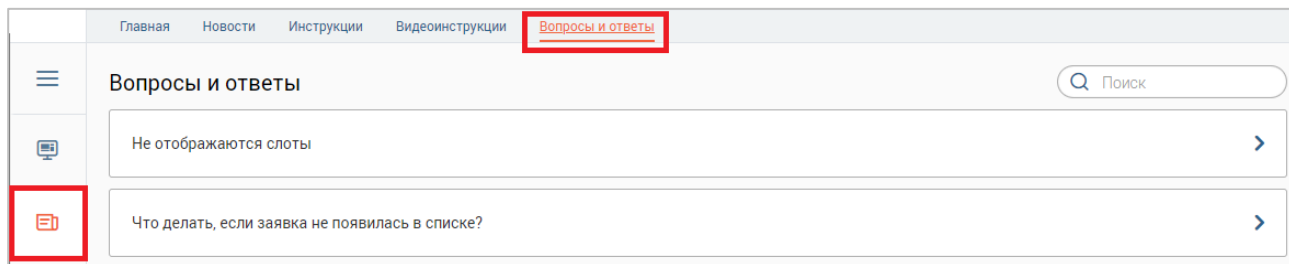 Главная Новости Инструкции Видеоинструкции Вопросы и ответы
Вопросы и ответы
Поиск
Не отображаются слоты
Что делать, если заявка не появилась в списке?